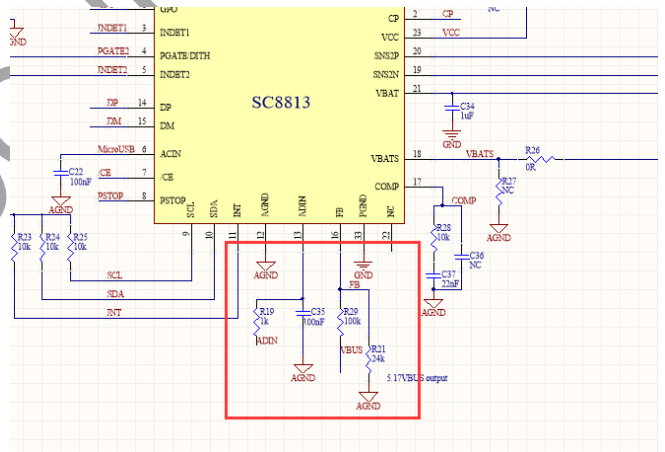 GPO
CP 2 CP
NC
JNDET1 3 INDET1
VCC 23 VCC
GND
PGATE2 4 PGATE/DITH
SNS2P 20
JNDET2 5 INDET2
SNS2N 19
SC8813
VBAT 21
DP 14 DP
C34
1uF
DM 15 DM
GND
MicroUSB 6 ACIN
VBATS 18 VBATS
R26
0R
C22
100nF
CE 7 /CE
COMP 17
R27
NC
PSTOP 8 PSTOP
COMP
AGND
SCL SDA INT AGND ADIN FB PGND NC
9 10 11 12 13 16 33 22
AGND
R23
10k
R24
10k
R25
10k
R28
10k
C36
NC
AGND
GND
SCL
FB
C37
22nF
SDA
JNT
R19
1k
C35
100nF
R29
100k
AGND
ADIN
VBUS
R21
24k
AGND
5.17VBUS output
AGND